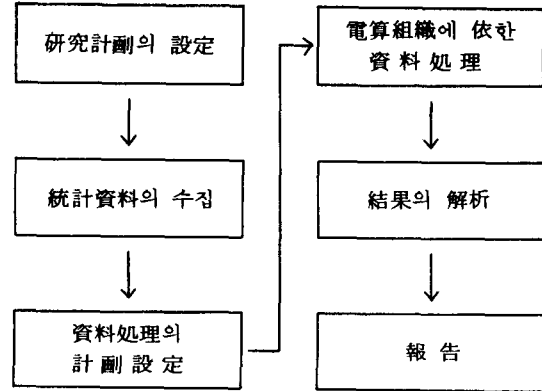 研究計劃의 設定
統計資料의 수집
資料処理의
計劃設定
電算組織에 依한
資料処理
結果의 解析
報告